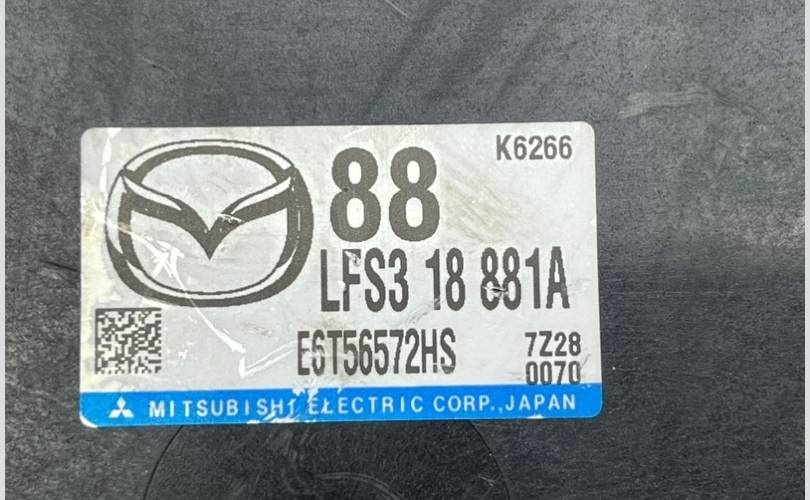 K6266
88
LFS3 18 881A
E6T56572HS
7Z28
0070
MITSUBISHI ELECTRIC CORP.,JAPAN